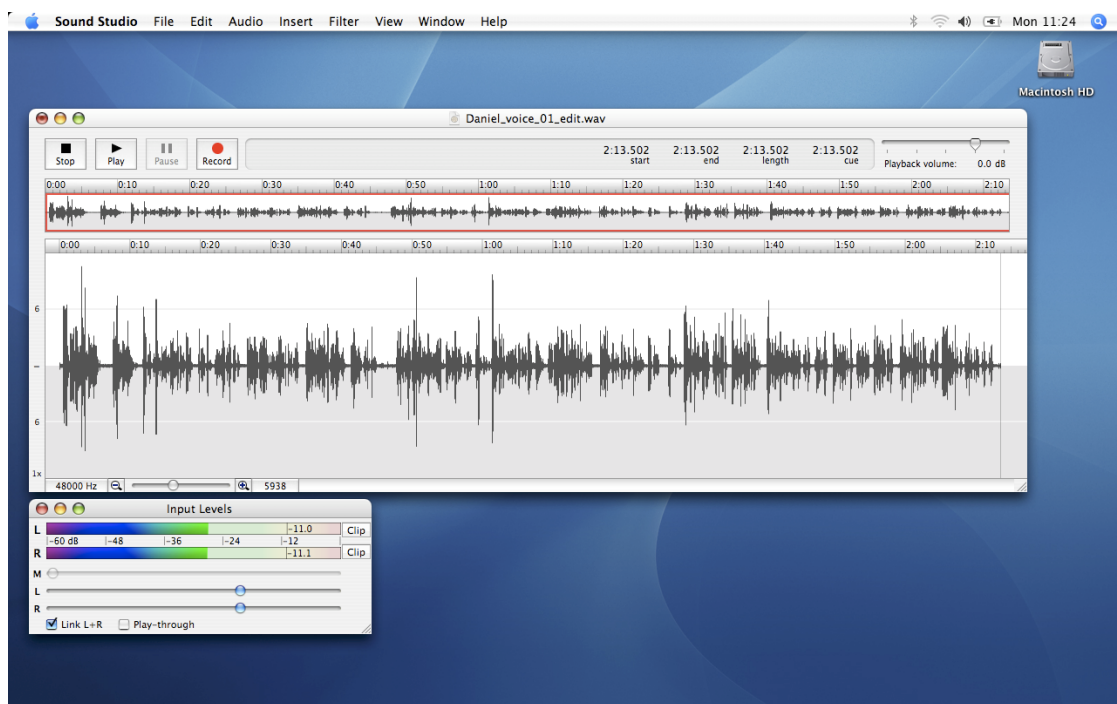 Sound Studio File Edit Audio Insert Filter View Window Help Mon 11:24
Macintosh HD
Daniel_voice_01_edit.wav
Stop Play Pause Record
2:13.502 2:13.502 2:13.502 2:13.502
start end length cue
Playback volume: 0.0 dB
0:00 0:10 0:20 0:30 0:40 0:50 1:00 1:10 1:20 1:30 1:40 1:50 2:00 2:10
0:00 0:10 0:20 0:30 0:40 0:50 1:00 1:10 1:20 1:30 1:40 1:50 2:00 2:10
6
6
1x
48000 Hz 5938
Input Levels
L -11.0 Clip
-60 dB -48 -36 -24 -12
R -11.1 Clip
M
L
R
Link L+R Play-through